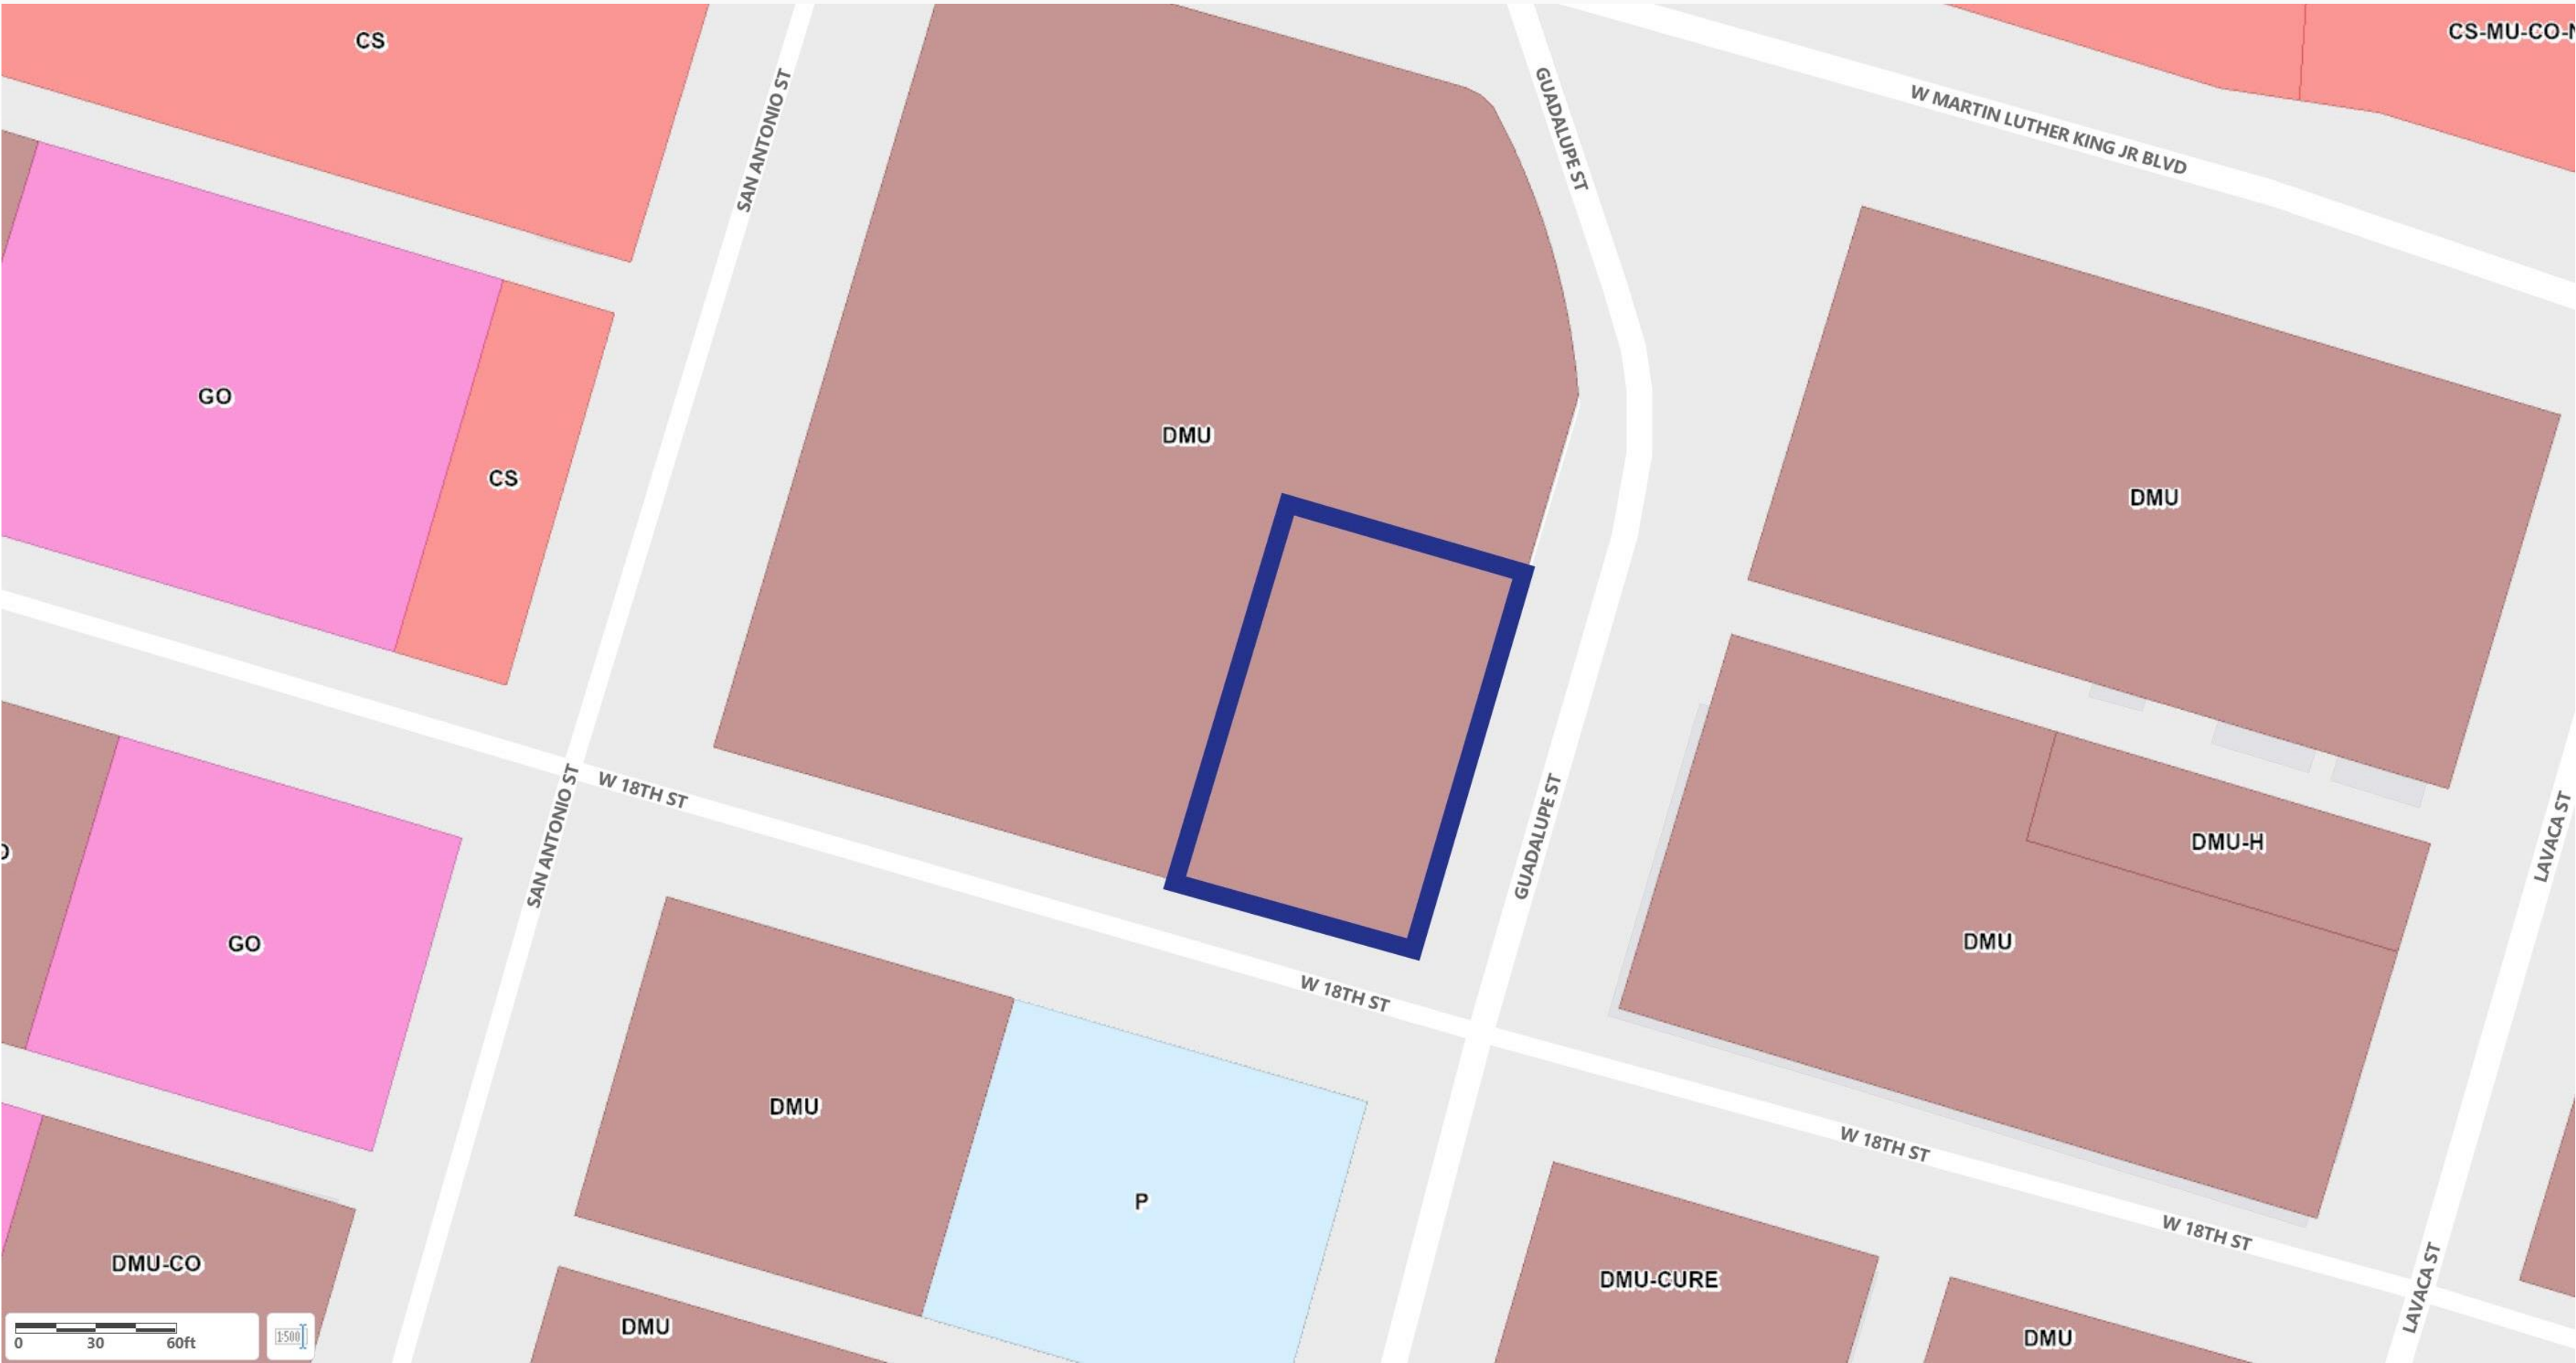 CS
CS-MU-CO-N
SAN ANTONIO ST
GUADALUPE ST
W MARTIN LUTHER KING JR BLVD
GO
CS
DMU
DMU
SAN ANTONIO ST
W 18TH ST
GUADALUPE ST
DMU-H
LAVACA ST
GO
DMU
W 18TH ST
DMU
P
W 18TH ST
W 18TH ST
DMU-CO
DMU-CURE
LAVACA ST
DMU
DMU
0 30 60ft
1:500